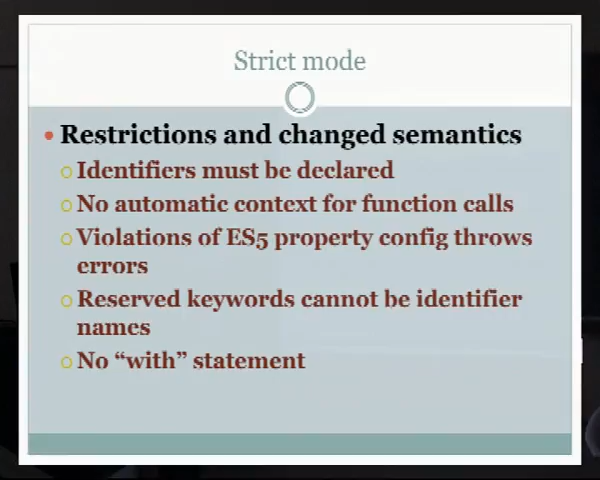 Strict mode
Restrictions and changed semantics
Identifiers must be declared
No automatic context for function calls
Violations of ES5 property config throws
errors
Reserved keywords cannot be identifier
names
No “with” statement